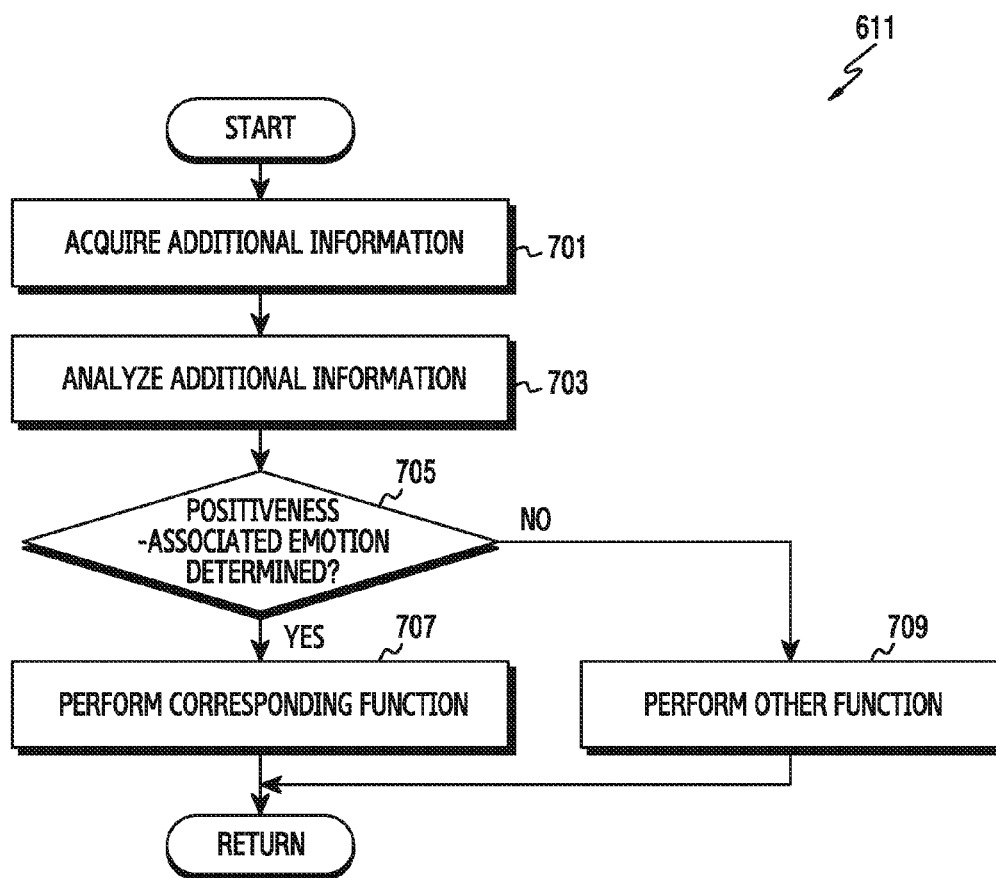 611
START
ACQUIRE ADDITIONAL INFORMATION
701
ANALYZE ADDITIONAL INFORMATION
703
705
POSITIVENESS
-ASSOCIATED EMOTION
DETERMINED?
NO
YES
707
709
PERFORM CORRESPONDING FUNCTION
PERFORM OTHER FUNCTION
RETURN